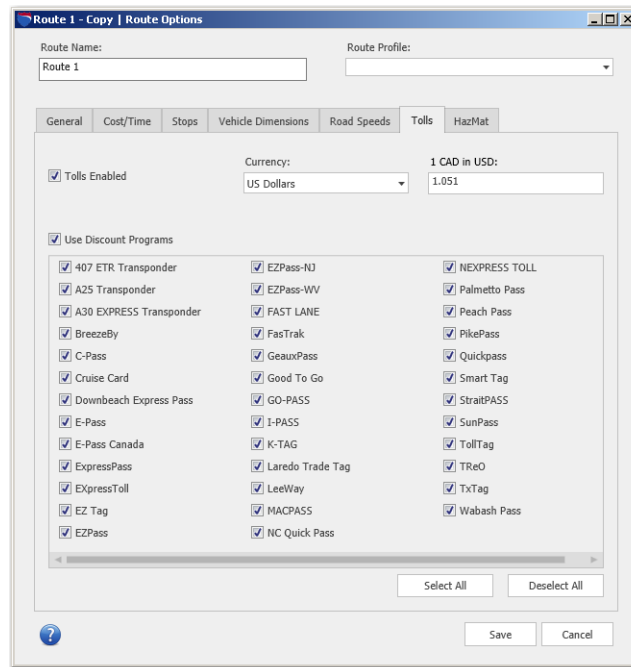 Route 1 - Copy | Route Options
Route Name:
Route Profile:
Route 1
General Cost/Time Stops Vehicle Dimensions Road Speeds Tolls HazMat
Currency:
1 CAD in USD:
Tolls Enabled
US Dollars
1.051
Use Discount Programs
407 ETR Transponder EZPass-NJ NEXPRESS TOLL
A25 Transponder EZPass-WV Palmetto Pass
A30 EXPRESS Transponder FAST LANE Peach Pass
BreezeBy FasTrak PikePass
C-Pass GeauxPass Quickpass
Cruise Card Good To Go Smart Tag
Downbeach Express Pass GO-PASS StraitPASS
E-Pass I-PASS SunPass
E-Pass Canada K-TAG TollTag
ExpressPass Laredo Trade Tag TReO
EXpressToll LeeWay TxTag
EZ Tag MACPASS Wabash Pass
EZPass NC Quick Pass
Select All Deselect All
? Save Cancel